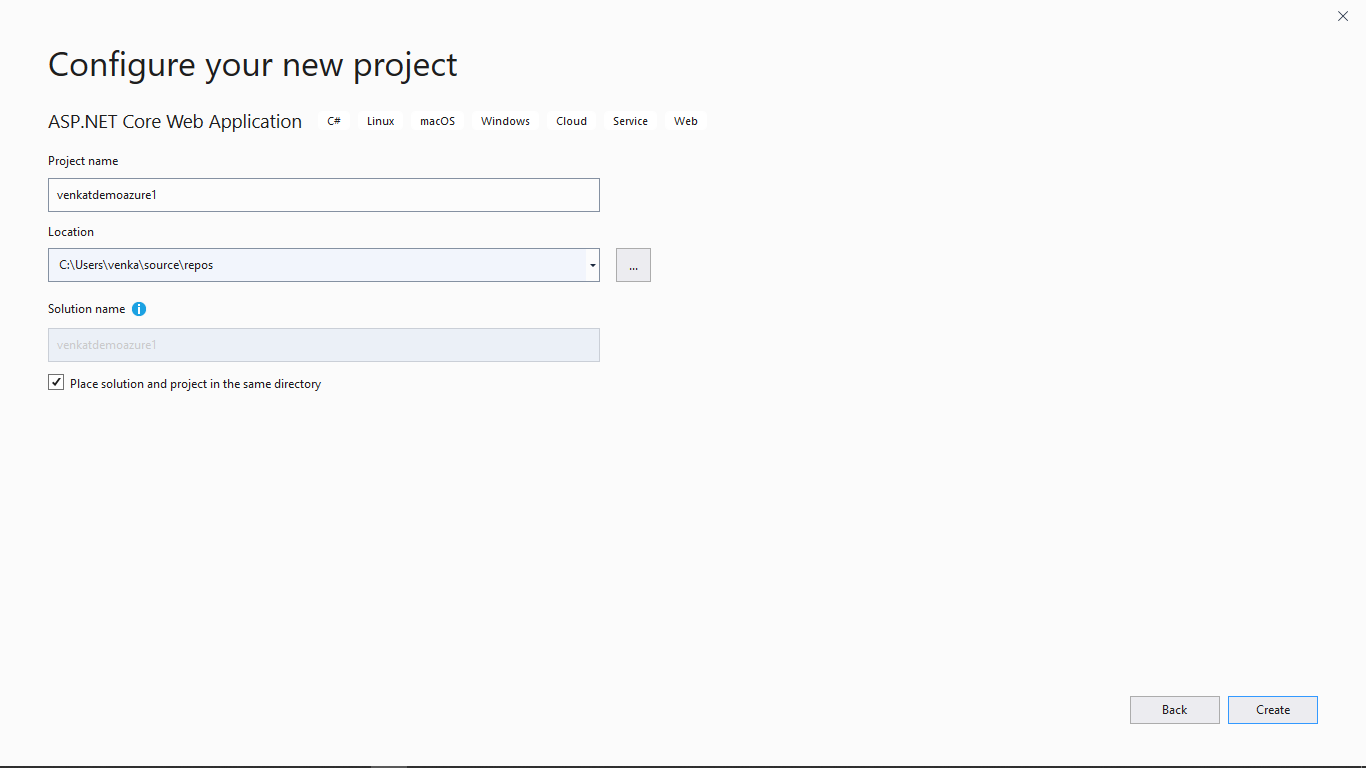 Configure your new project
ASP.NET Core Web Application C# Linux macOS Windows Cloud Service Web
Project name
venkatdemoazure1
Location
C:\Users\venka\source\repos ...
Solution name
venkatdemoazure1
Place solution and project in the same directory
Back Create